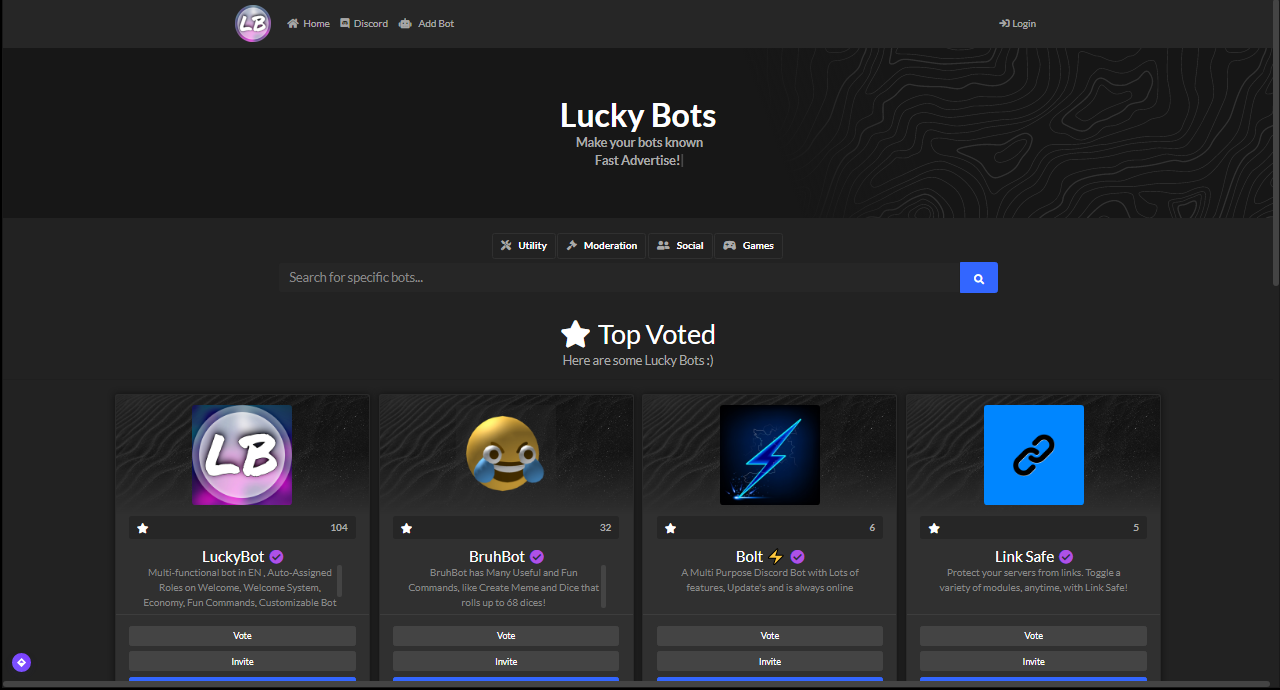 LB
Home Discord Add Bot
Login
Lucky Bots
Make your bots known
Fast Advertise!|
Utility Moderation Social Games
Search for specific bots...
Top Voted
Here are some Lucky Bots :)
LB
104
LuckyBot
Multi-functional bot in EN , Auto-Assigned
Roles on Welcome, Welcome System,
Economy, Fun Commands, Customizable Bot
Vote
Invite
32
BruhBot
BruhBot has Many Useful and Fun
Commands, like Create Meme and Dice that
rolls up to 68 dices!
Vote
Invite
6
Bolt ⚡
A Multi Purpose Discord Bot with Lots of
features, Update's and is always online
Vote
Invite
5
Link Safe
Protect your servers from links. Toggle a
variety of modules, anytime, with Link Safe!
Vote
Invite